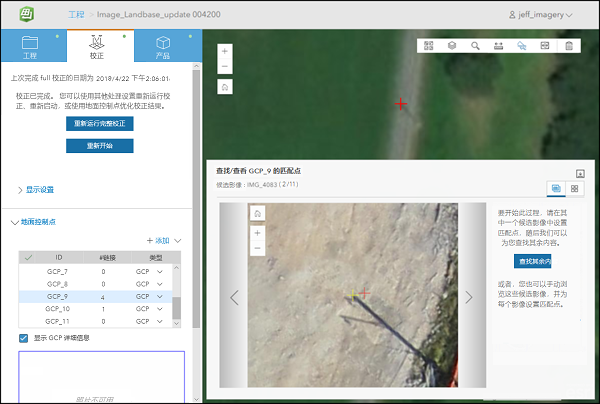 工程 Image_Landbase_update 004200
jeff_imagery
工程
校正
产品
上次完成 full 校正的日期为 2018/4/22 下午2:06:01
校正已完成。 您可以使用其他处理设置重新运行校
正、重新启动、或使用地面控制点优化校正结果。
重新运行完整校正
重新开始
显示设置
地面控制点
添加
ID #链接 类型
GCP_7 0 GCP
GCP_8 0 GCP
GCP_9 4 GCP
GCP_10 1 GCP
GCP_11 0 GCP
显示 GCP 详细信息
照片不可用
查找/查看 GCP_9 的匹配点
候选影像 : IMG_4083 (2/11)
要开始此过程，请在其
中一个候选影像中设置
匹配点，随后我们可以
为您查找其余内容。
查找其余内
或者，您也可以手动浏
览这些候选影像，并为
每个影像设置匹配点。